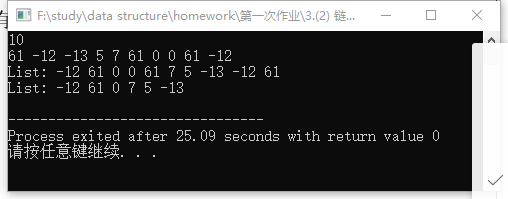 F:\study\data structure\homework\第一次作业\3.(2) 链...
10
61 -12 -13 5 7 61 0 0 61 -12
List: -12 61 0 0 61 7 5 -13 -12 61
List: -12 61 0 7 5 -13
--------------------------------
Process exited after 25.09 seconds with return value 0
请按任意键继续. . .